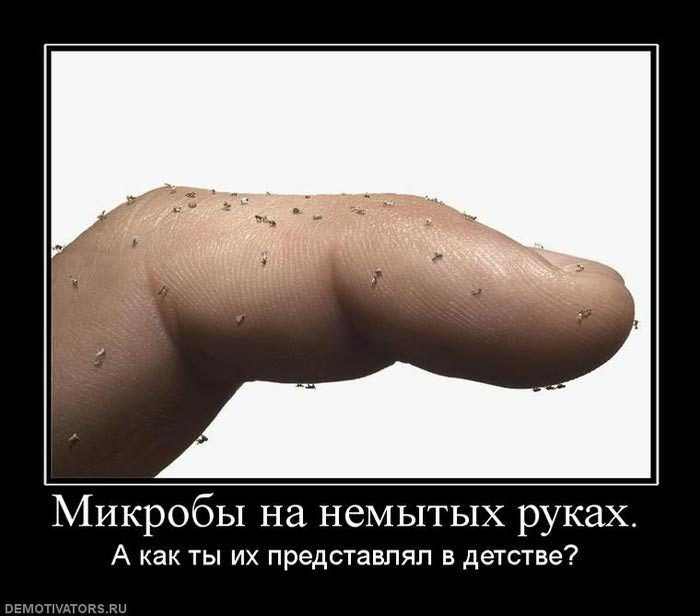 Микробы на немытых руках.
А как ты их представлял в детстве?
DEMOTIVATORS.RU